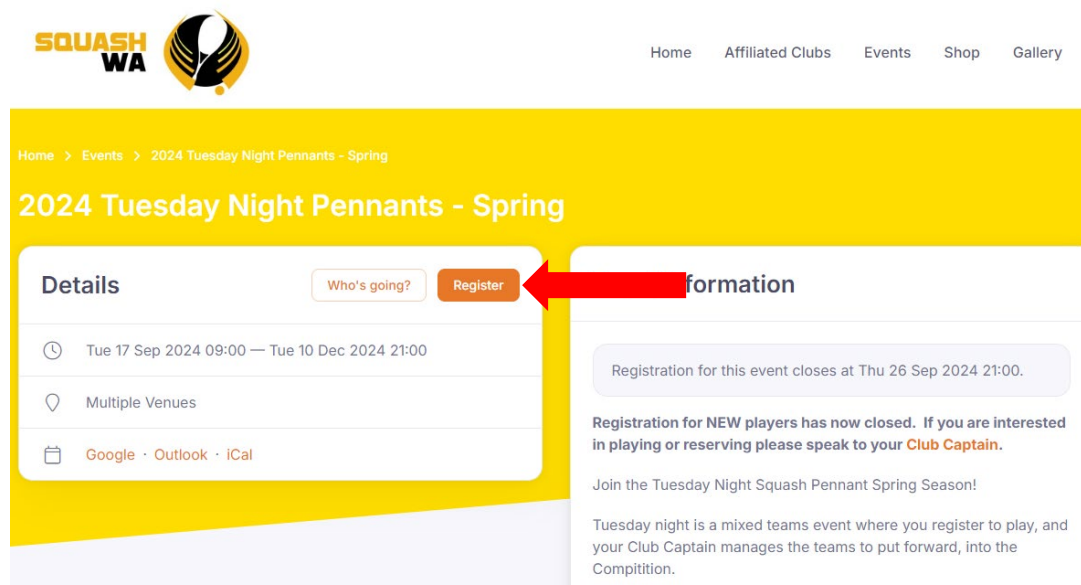 SQUASH
WA
Home Affiliated Clubs Events Shop Gallery
Home > Events > 2024 Tuesday Night Pennants - Spring
2024 Tuesday Night Pennants - Spring
Details
Who's going? Register
Tue 17 Sep 2024 09:00 — Tue 10 Dec 2024 21:00
Multiple Venues
Google · Outlook · iCal
formation
Registration for this event closes at Thu 26 Sep 2024 21:00.
Registration for NEW players has now closed. If you are interested
in playing or reserving please speak to your Club Captain.
Join the Tuesday Night Squash Pennant Spring Season!
Tuesday night is a mixed teams event where you register to play, and
your Club Captain manages the teams to put forward, into the
Compitition.